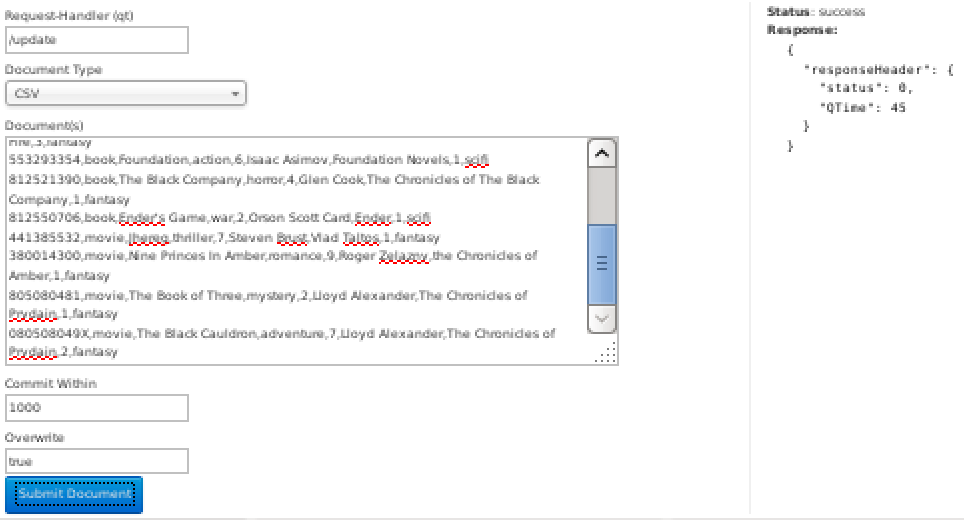 Request-Handler (qt)
/update
Document Type
CSV
Document(s)
Fire,3,fantasy
553293354,book,Foundation,action,6,Isaac Asimov,Foundation Novels,1,scifi
812521390,book,The Black Company,horror,4,Glen Cook,The Chronicles of The Black
Company,1,fantasy
812550706,book,Ender's Game,war,2,Orson Scott Card,Ender,1,scifi
441385532,movie,Jhereg,thriller,7,Steven Brust,Vlad Taltos,1,fantasy
380014300,movie,Nine Princes In Amber,romance,9,Roger Zelazny,the Chronicles of
Amber,1,fantasy
805080481,movie,The Book of Three,mystery,2,Lloyd Alexander,The Chronicles of
Prydain,1,fantasy
080508049X,movie,The Black Cauldron,adventure,7,Lloyd Alexander,The Chronicles of
Prydain,2,fantasy
Commit Within
1000
Overwrite
true
Submit Document
Status: success
Response:
{
"responseHeader": {
"status": 0,
"QTime": 45
}
}